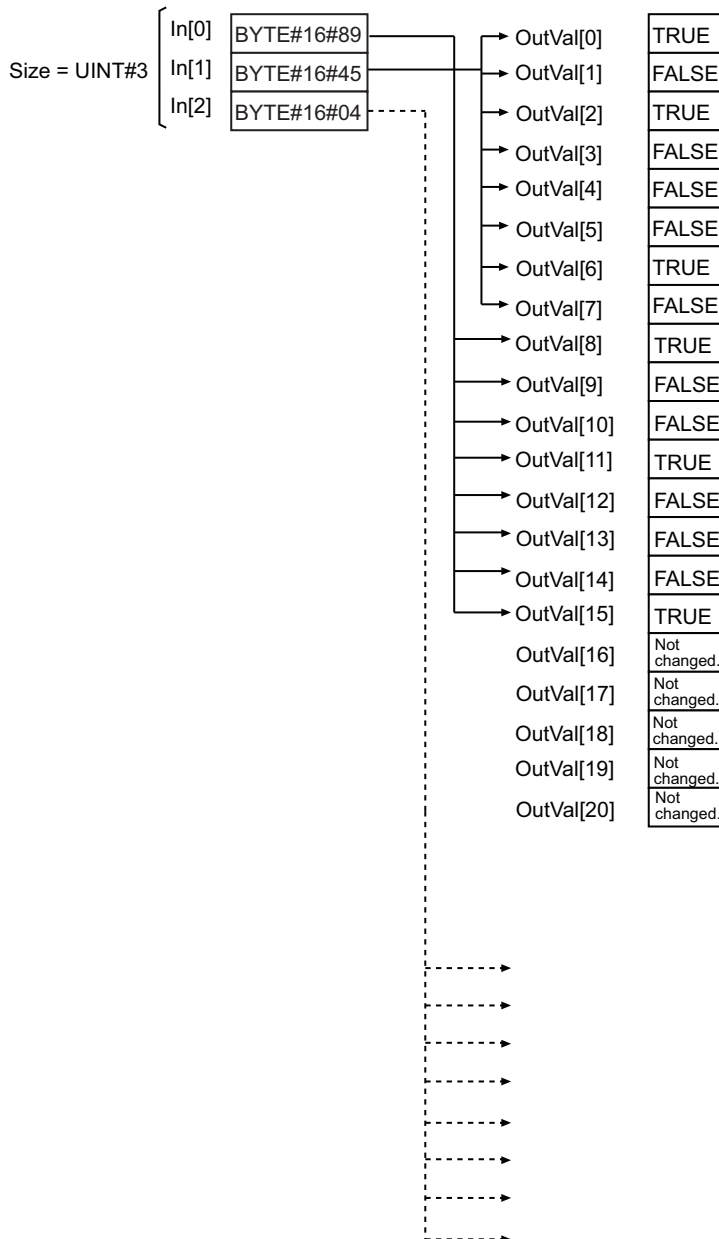 Size = UINT#3
In[0] BYTE#16#89
In[1] BYTE#16#45
In[2] BYTE#16#04
OutVal[0] TRUE
OutVal[1] FALSE
OutVal[2] TRUE
OutVal[3] FALSE
OutVal[4] FALSE
OutVal[5] FALSE
OutVal[6] TRUE
OutVal[7] FALSE
OutVal[8] TRUE
OutVal[9] FALSE
OutVal[10] FALSE
OutVal[11] TRUE
OutVal[12] FALSE
OutVal[13] FALSE
OutVal[14] FALSE
OutVal[15] TRUE
OutVal[16] Not
changed.
OutVal[17] Not
changed.
OutVal[18] Not
changed.
OutVal[19] Not
changed.
OutVal[20] Not
changed.